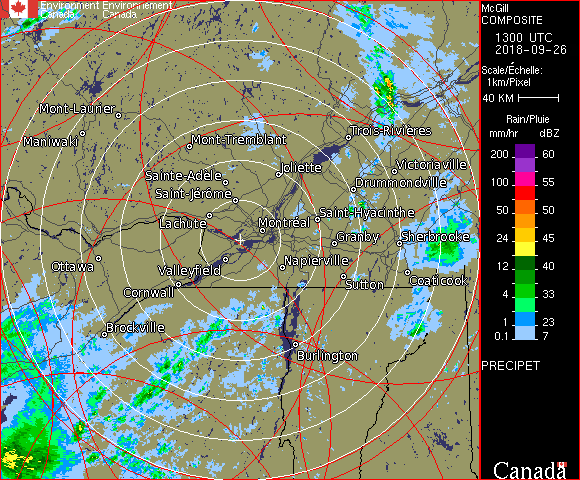 Environment Environnement
Canada Canada
McGill
COMPOSITE
1300 UTC
2018-09-26
Scale/Échelle:
1km/Pixel
40 KM
Rain/Pluie
mm/hr dBZ
200 60
100 55
50 50
24 45
12 40
4 33
1 23
0.1 7
PRECIPET
Mont-Laurier
Maniwaki
Mont-Tremblant
Trois-Rivières
Sainte-Adèle
Joliette
Victoriaville
Saint-Jérôme
Drummondville
Lachute
Montréal
Saint-Hyacinthe
Granby
Sherbrooke
Ottawa
Valleyfield
Napierville
Cornwall
Sutton
Coaticook
Brockville
Burlington
Canada